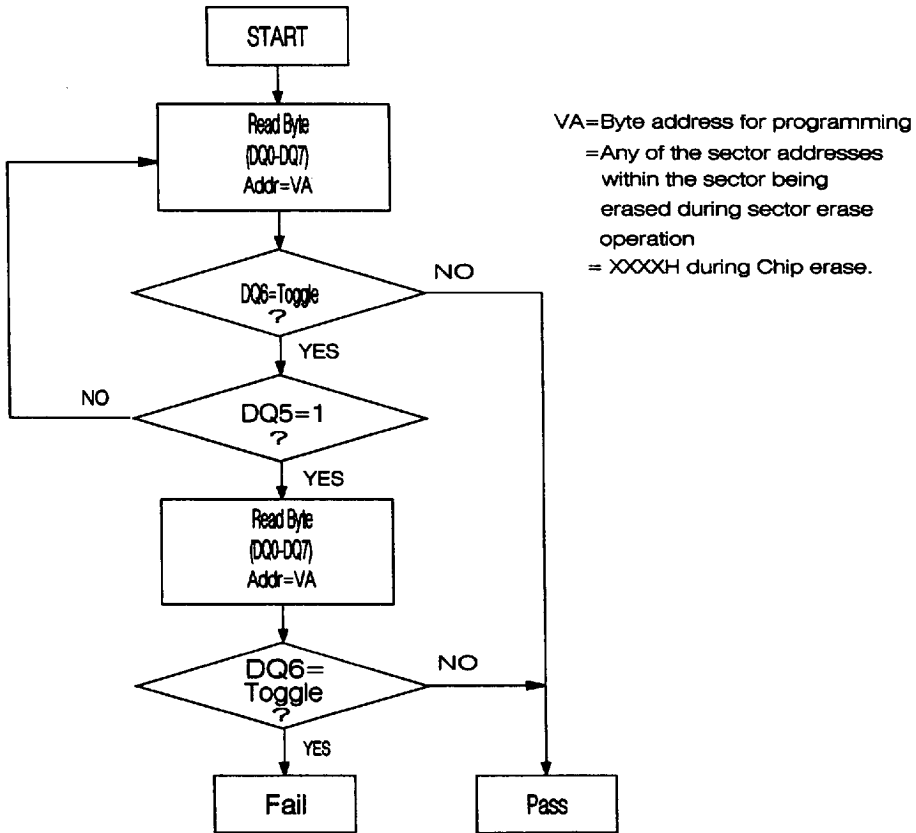 START
Read Byte
(DQ0-DQ7)
Addr=VA
VA=Byte address for programming
=Any of the sector addresses
within the sector being
erased during sector erase
operation
= XXXXH during Chip erase.
DQ6=Toggle
?
NO
YES
DQ5=1
?
NO
YES
Read Byte
(DQ0-DQ7)
Addr=VA
DQ6=
Toggle
?
NO
YES
Fail
Pass